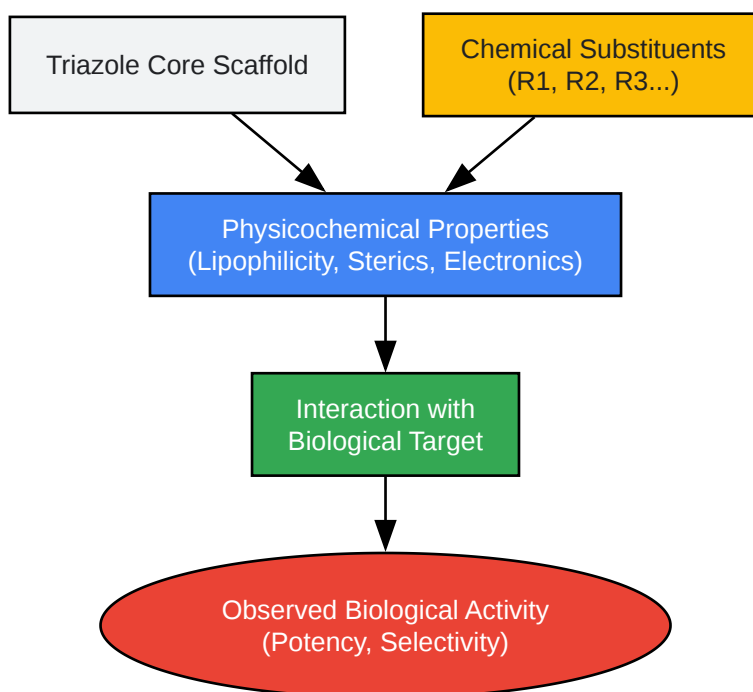 Triazole Core Scaffold
Chemical Substituents
(R1, R2, R3...)
Physicochemical Properties
(Lipophilicity, Sterics, Electronics)
Interaction with
Biological Target
Observed Biological Activity
(Potency, Selectivity)